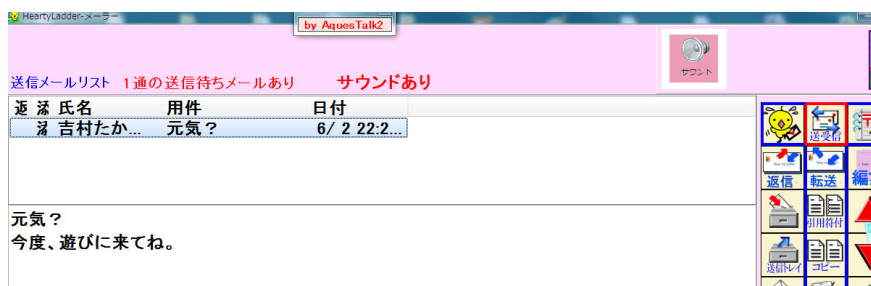 HeartyLadder-メーラー
by AquesTalk2
サウンド
送信メールリスト 1通の送信待ちメールあり サウンドあり
返 添 氏名 用件 日付
添 吉村たか... 元気？ 6/ 2 22:2...
送受信
返信 転送
引用符付
送信トレイ コピー
元気？
今度、遊びに来てね。